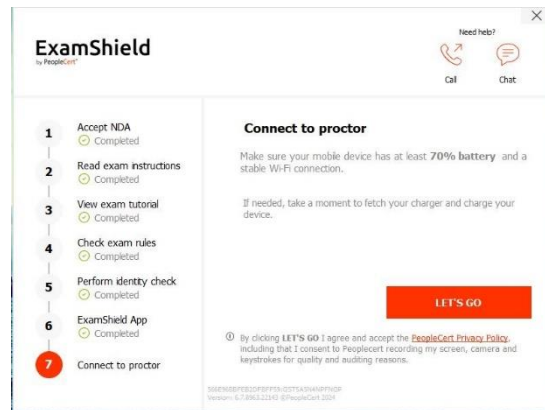 Need help?
ExamShield
by PeopleCert
Call
Chat
1
Accept NDA
Completed
2
Read exam instructions
Completed
3
View exam tutorial
Completed
4
Check exam rules
Completed
5
Perform identity check
Completed
6
ExamShield App
Completed
7
Connect to proctor
Connect to proctor
Make sure your mobile device has at least 70% battery and a
stable Wi-Fi connection.
If needed, take a moment to fetch your charger and charge your
device.
LET'S GO
By clicking LET'S GO I agree and accept the PeopleCert Privacy Policy,
including that I consent to Peoplecert recording my screen, camera and
keystrokes for quality and auditing reasons.
©PeopleCert 2024